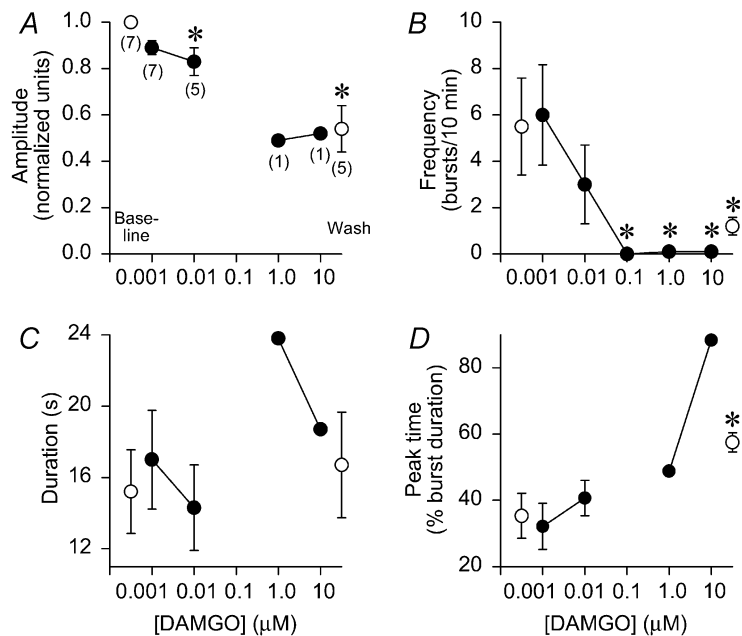 A
Amplitude
(normalized units)
1.0
0.8
0.6
0.4
0.2
0.0
(7)
(7)
*
(5)
(1)
(1)
*
(5)
Base-
line
Wash
0.001 0.01 0.1 1.0 10
B
Frequency
(bursts/10 min)
10
8
6
4
2
0
* * * *
0.001 0.01 0.1 1.0 10
C
Duration (s)
24
20
16
12
0.001 0.01 0.1 1.0 10
[DAMGO] (μM)
D
Peak time
(% burst duration)
80
60
40
20
*
0.001 0.01 0.1 1.0 10
[DAMGO] (μM)